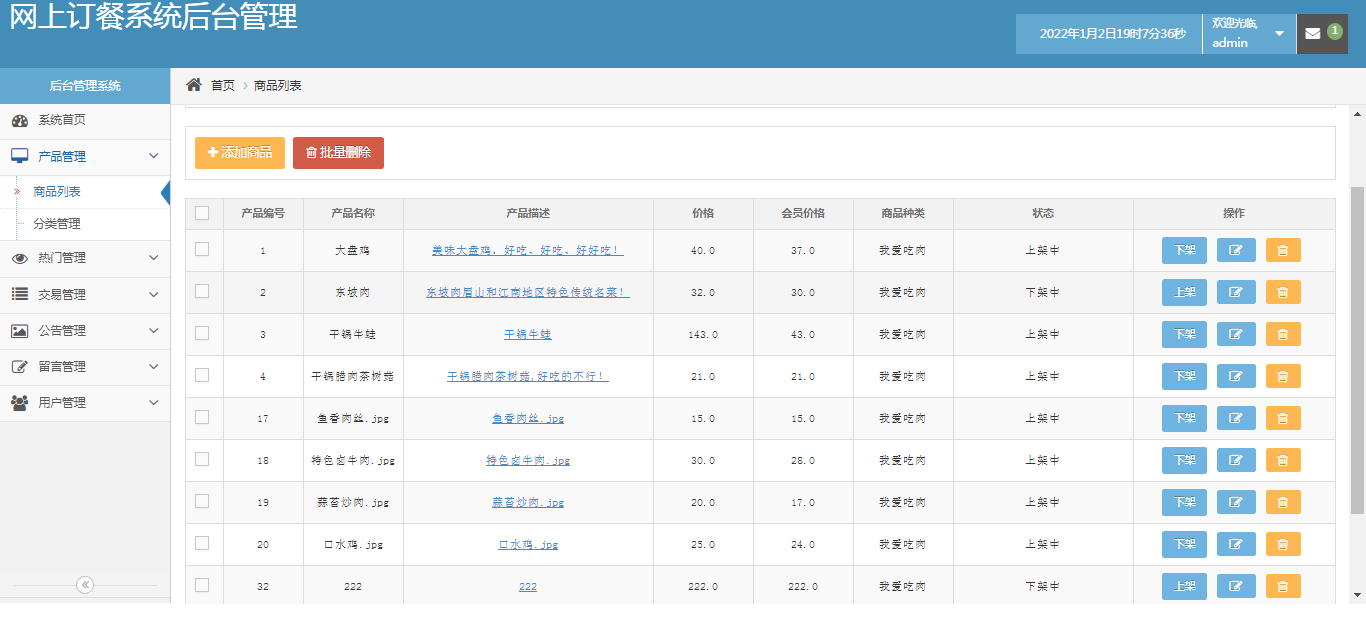 网上订餐系统后台管理
2022年1月2日19时7分36秒
欢迎光临,
admin
1
后台管理系统
首页 商品列表
系统首页
产品管理
商品列表
分类管理
热门管理
交易管理
公告管理
留言管理
用户管理
添加商品 批量删除
产品编号 产品名称 产品描述 价格 会员价格 商品种类 状态 操作
1 大盘鸡 美味大盘鸡，好吃、好吃、好好吃！ 40.0 37.0 我爱吃肉 上架中 下架
2 东坡肉 东坡肉眉山和江南地区特色传统名菜！ 32.0 30.0 我爱吃肉 下架中 上架
3 干锅牛蛙 干锅牛蛙 143.0 43.0 我爱吃肉 上架中 下架
4 干锅腊肉茶树菇 干锅腊肉茶树菇,好吃的不行！ 21.0 21.0 我爱吃肉 上架中 下架
17 鱼香肉丝.jpg 鱼香肉丝.jpg 15.0 15.0 我爱吃肉 上架中 下架
18 特色卤牛肉.jpg 特色卤牛肉.jpg 30.0 28.0 我爱吃肉 上架中 下架
19 蒜苔炒肉.jpg 蒜苔炒肉.jpg 20.0 17.0 我爱吃肉 上架中 下架
20 口水鸡.jpg 口水鸡.jpg 25.0 24.0 我爱吃肉 上架中 下架
32 222 222 222.0 222.0 我爱吃肉 下架中 上架